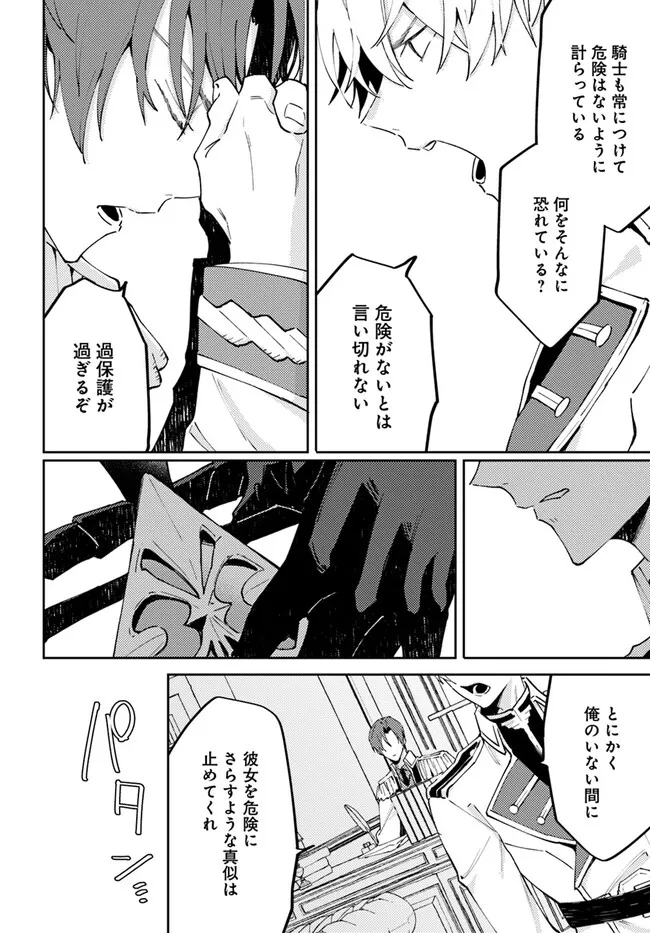 騎士も常につけて
危険はないように
計らっている
何をそんなに
恐れている?
危険がないとは
言い切れない
過保護が
過ぎるぞ
とにかく
俺のいない間に
彼女を危険に
さらすような真似は
止めてくれ
パタン